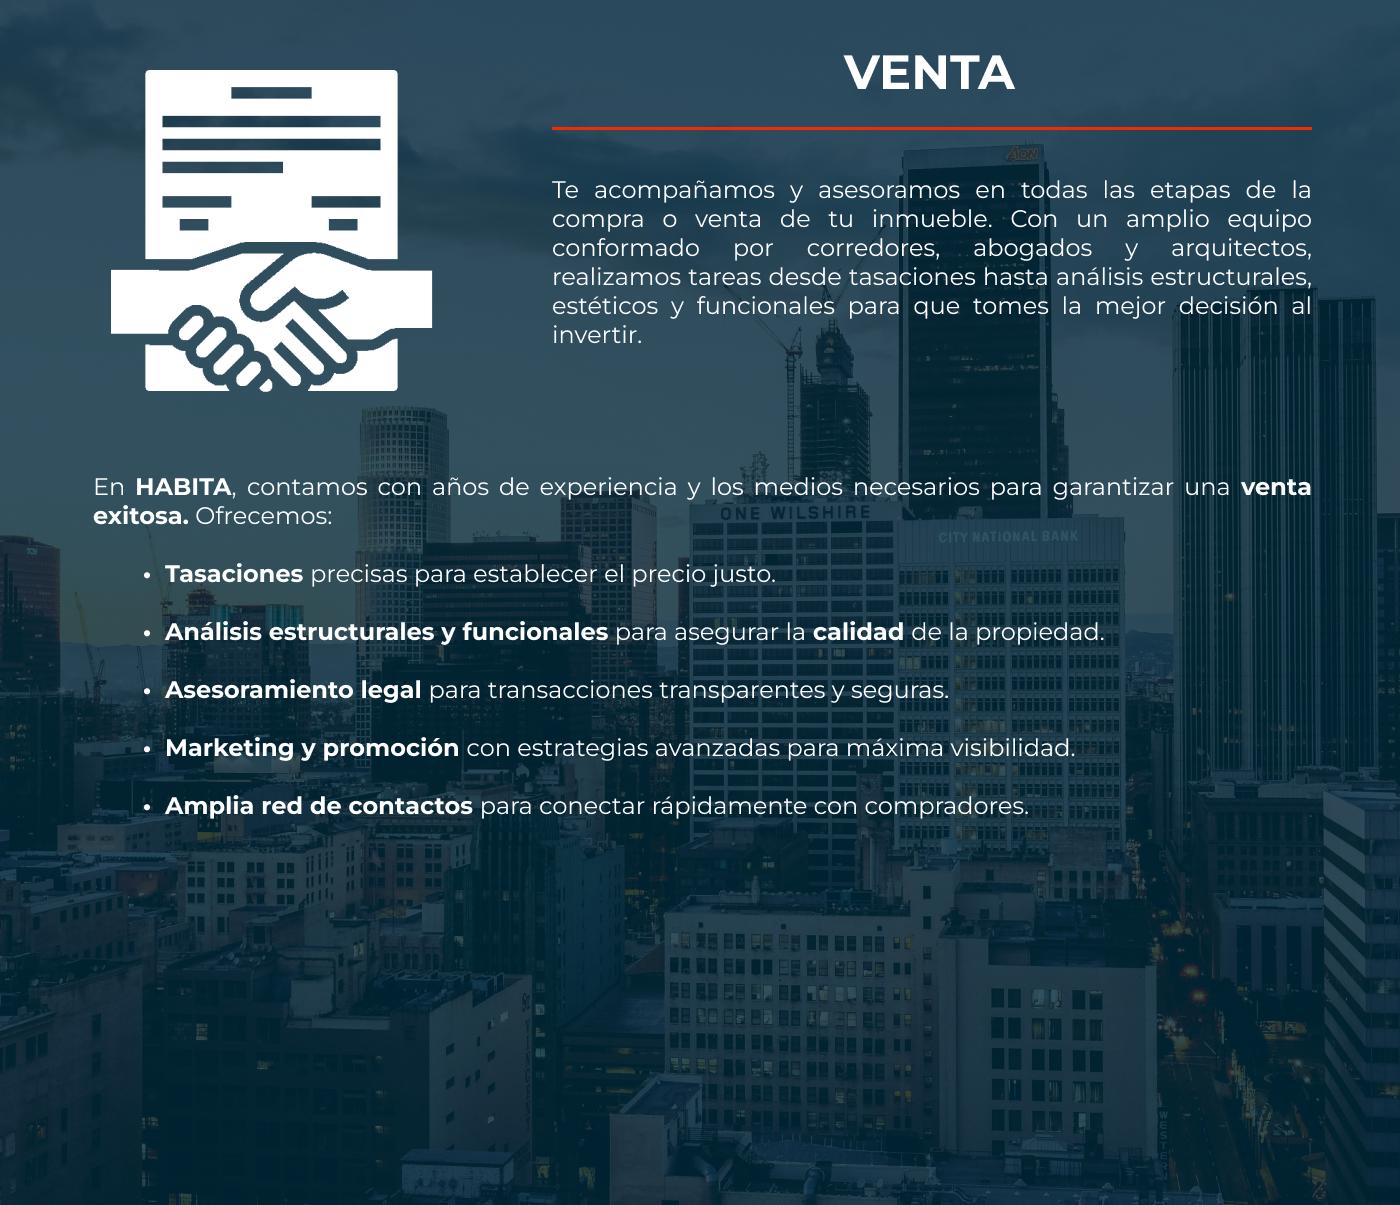 VENTA
AON
Te acompañamos y asesoramos en todas las etapas de la
compra o venta de tu inmueble. Con un amplio equipo
conformado por corredores, abogados y arquitectos,
realizamos tareas desde tasaciones hasta análisis estructurales,
estéticos y funcionales para que tomes la mejor decisión al
invertir.
En HABITA, contamos con años de experiencia y los medios necesarios para garantizar una venta
exitosa. Ofrecemos:
ONE WILSHIRE
CITY NATIONAL BANK
• Tasaciones precisas para establecer el precio justo.
• Análisis estructurales y funcionales para asegurar la calidad de la propiedad.
• Asesoramiento legal para transacciones transparentes y seguras.
• Marketing y promoción con estrategias avanzadas para máxima visibilidad.
• Amplia red de contactos para conectar rápidamente con compradores.